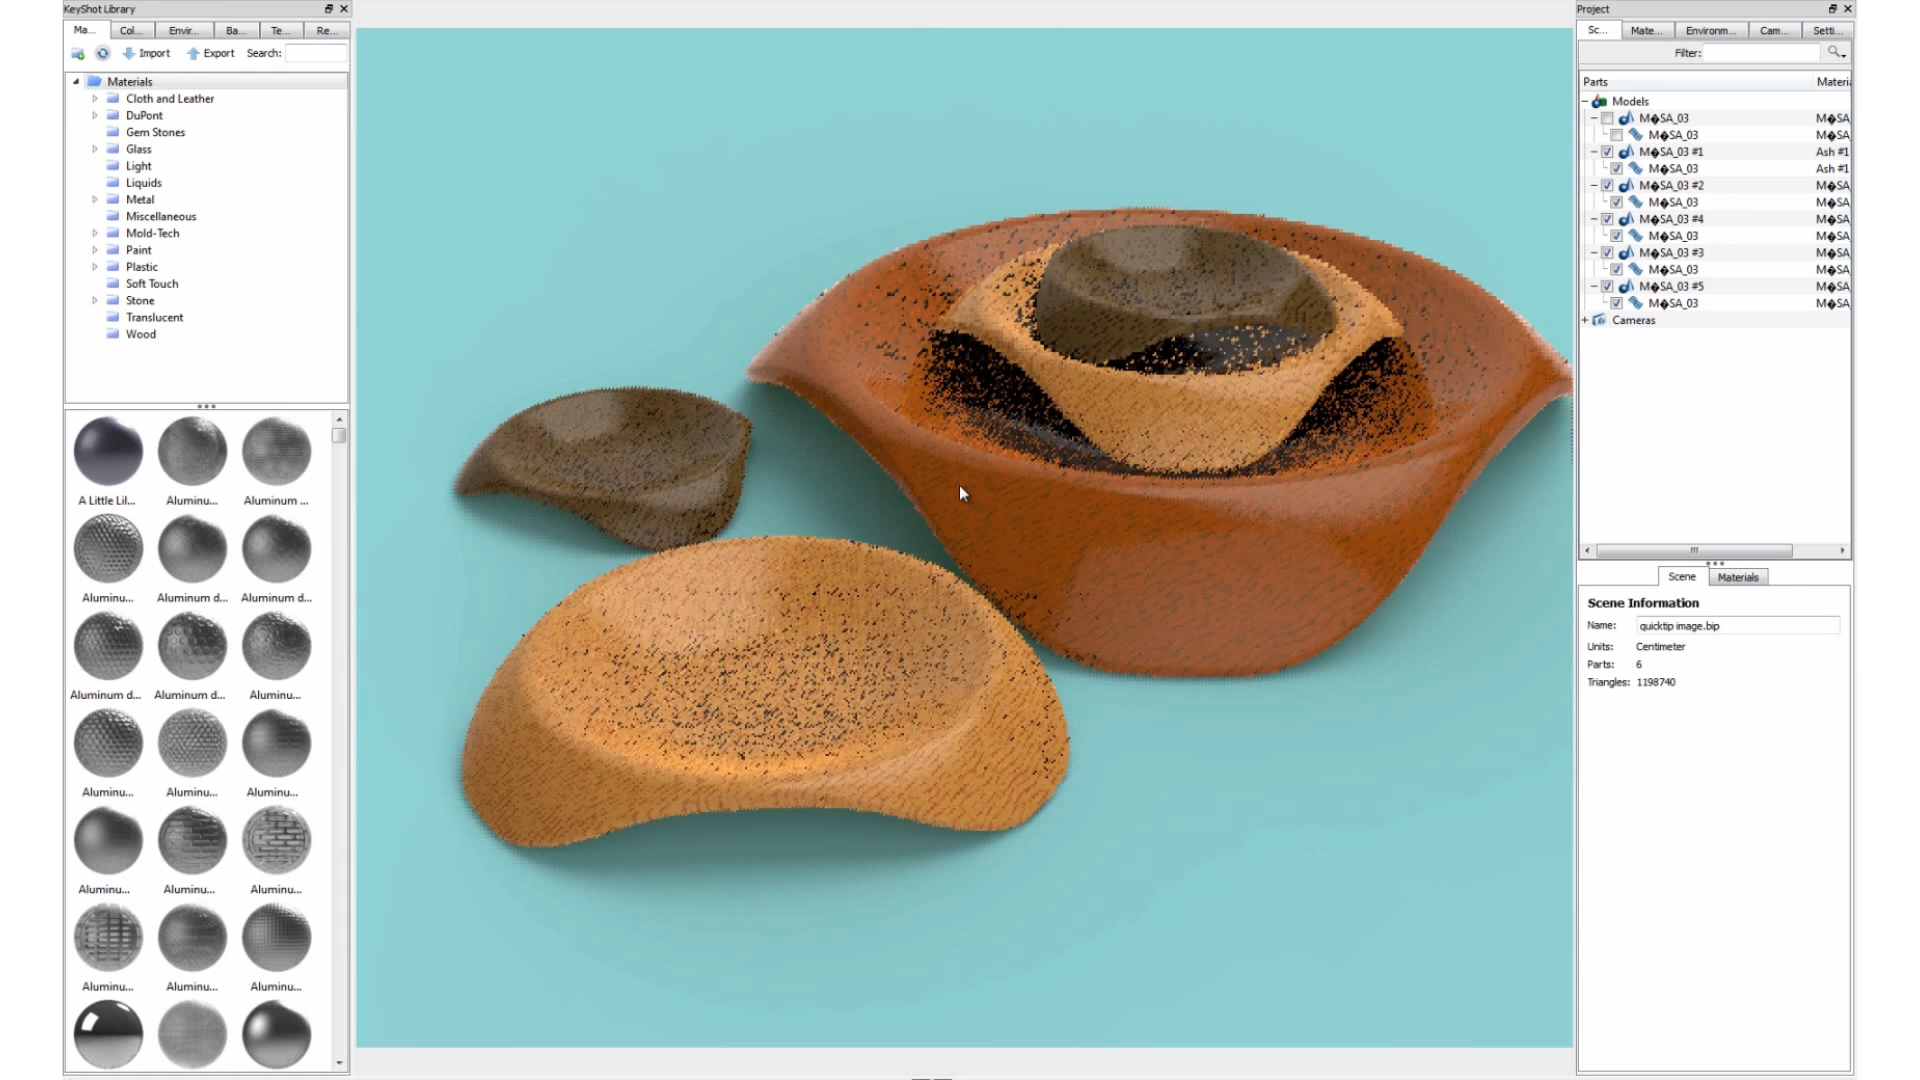 KeyShot Library
Ma... Col... Envir... Ba... Te... Re...
Import Export Search:
Materials
Cloth and Leather
DuPont
Gem Stones
Glass
Light
Liquids
Metal
Miscellaneous
Mold-Tech
Paint
Plastic
Soft Touch
Stone
Translucent
Wood
A Little Lil... Aluminu... Aluminum ...
Aluminu... Aluminum d... Aluminum d...
Aluminum d... Aluminum d... Aluminu...
Aluminu... Aluminu... Aluminu...
Aluminu... Aluminu... Aluminu...
Aluminu... Aluminu... Aluminu...
Project
Sc... Mate... Environm... Cam... Setti...
Filter:
Parts Materi
Models
M�SA_03 M�SA
M�SA_03 M�SA
M�SA_03 #1 Ash #1
M�SA_03 Ash #1
M�SA_03 #2 M�SA
M�SA_03 M�SA
M�SA_03 #4 M�SA
M�SA_03 M�SA
M�SA_03 #3 M�SA
M�SA_03 M�SA
M�SA_03 #5 M�SA
M�SA_03 M�SA
Cameras
Scene Materials
Scene Information
Name: quicktip image.bip
Units: Centimeter
Parts: 6
Triangles: 1198740